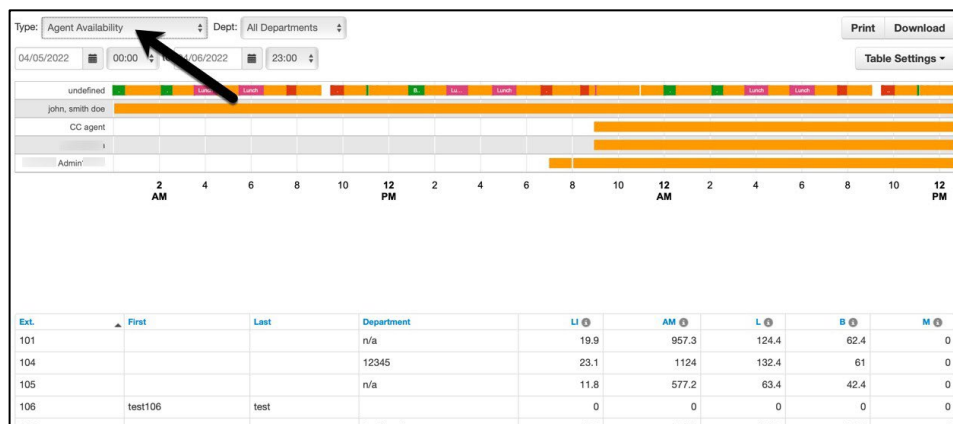 Type: Agent Availability Dept: All Departments Print Download
04/05/2022 00:00 04/06/2022 23:00 Table Settings
undefined Lunch Lunch B.. Lu... Lunch Lunch Lunch
john, smith doe
CC agent
Admin'
2 4 6 8 10 12 2 4 6 8 10 12 2 4 6 8 10 12
AM PM AM PM
Ext. First Last Department LI AM L B M
101 n/a 19.9 957.3 124.4 62.4 0
104 12345 23.1 1124 132.4 61 0
105 n/a 11.8 577.2 63.4 42.4 0
106 test106 test 0 0 0 0 0